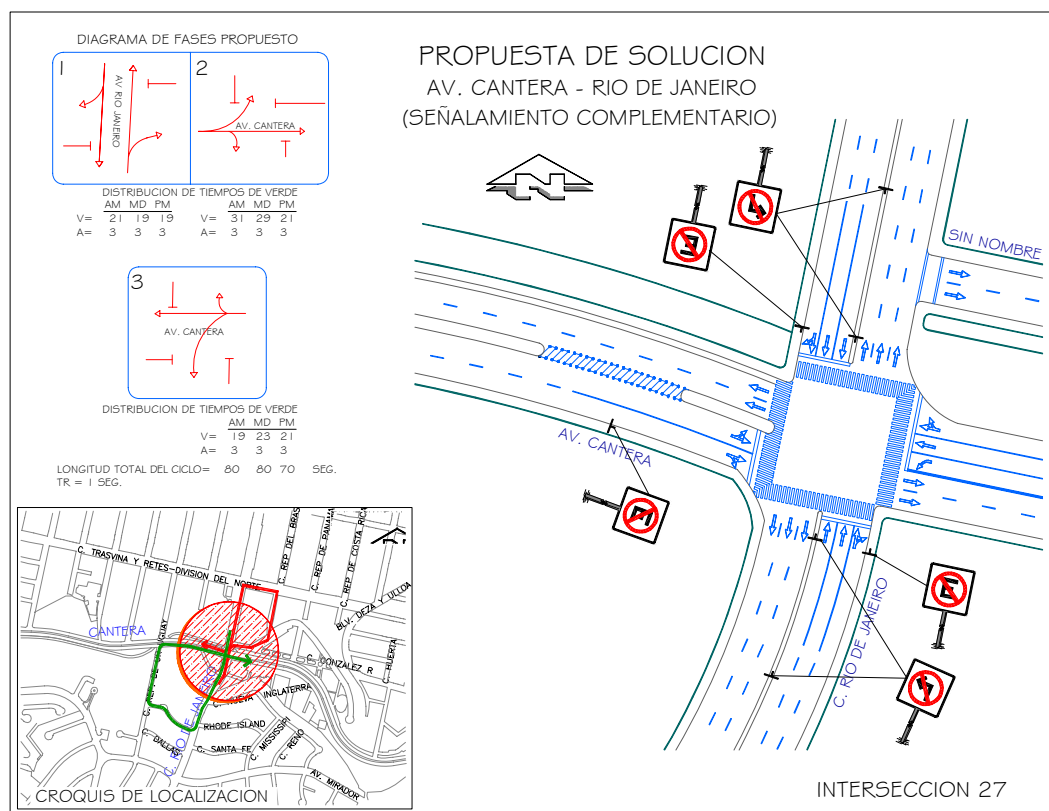 DIAGRAMA DE FASES PROPUESTO
1
AV RIO JANEIRO
2
AV. CANTERA
DISTRIBUCION DE TIEMPOS DE VERDE
AM MD PM AM MD PM
V= 21 19 19 V= 31 29 21
A= 3 3 3 A= 3 3 3
3
AV. CANTERA
DISTRIBUCION DE TIEMPOS DE VERDE
AM MD PM
V= 19 23 21
A= 3 3 3
LONGITUD TOTAL DEL CICLO= 80 80 70 SEG.
TR = 1 SEG.
PROPUESTA DE SOLUCION
AV. CANTERA - RIO DE JANEIRO
(SEÑALAMIENTO COMPLEMENTARIO)
N
SIN NOMBRE
AV. CANTERA
C. RIO DE JANEIRO
C. TRASVINA Y RETES-DIVISION DEL NORTE
C. REP. DEL BRAS
C. REP. DE PANAMA
C. REP. DE COSTA RICA
BLV. DEZA Y ULLOA
CANTERA
C. GONZALEZ R
C. HUERTA
INGLATERRA
RHODE ISLAND
C. SANTA FE
C. MISSISSIPI
C. RENO
C. DALLAS
C. RIO DE JANEIRO
AV. MIRADOR
CROQUIS DE LOCALIZACION
INTERSECCION 27